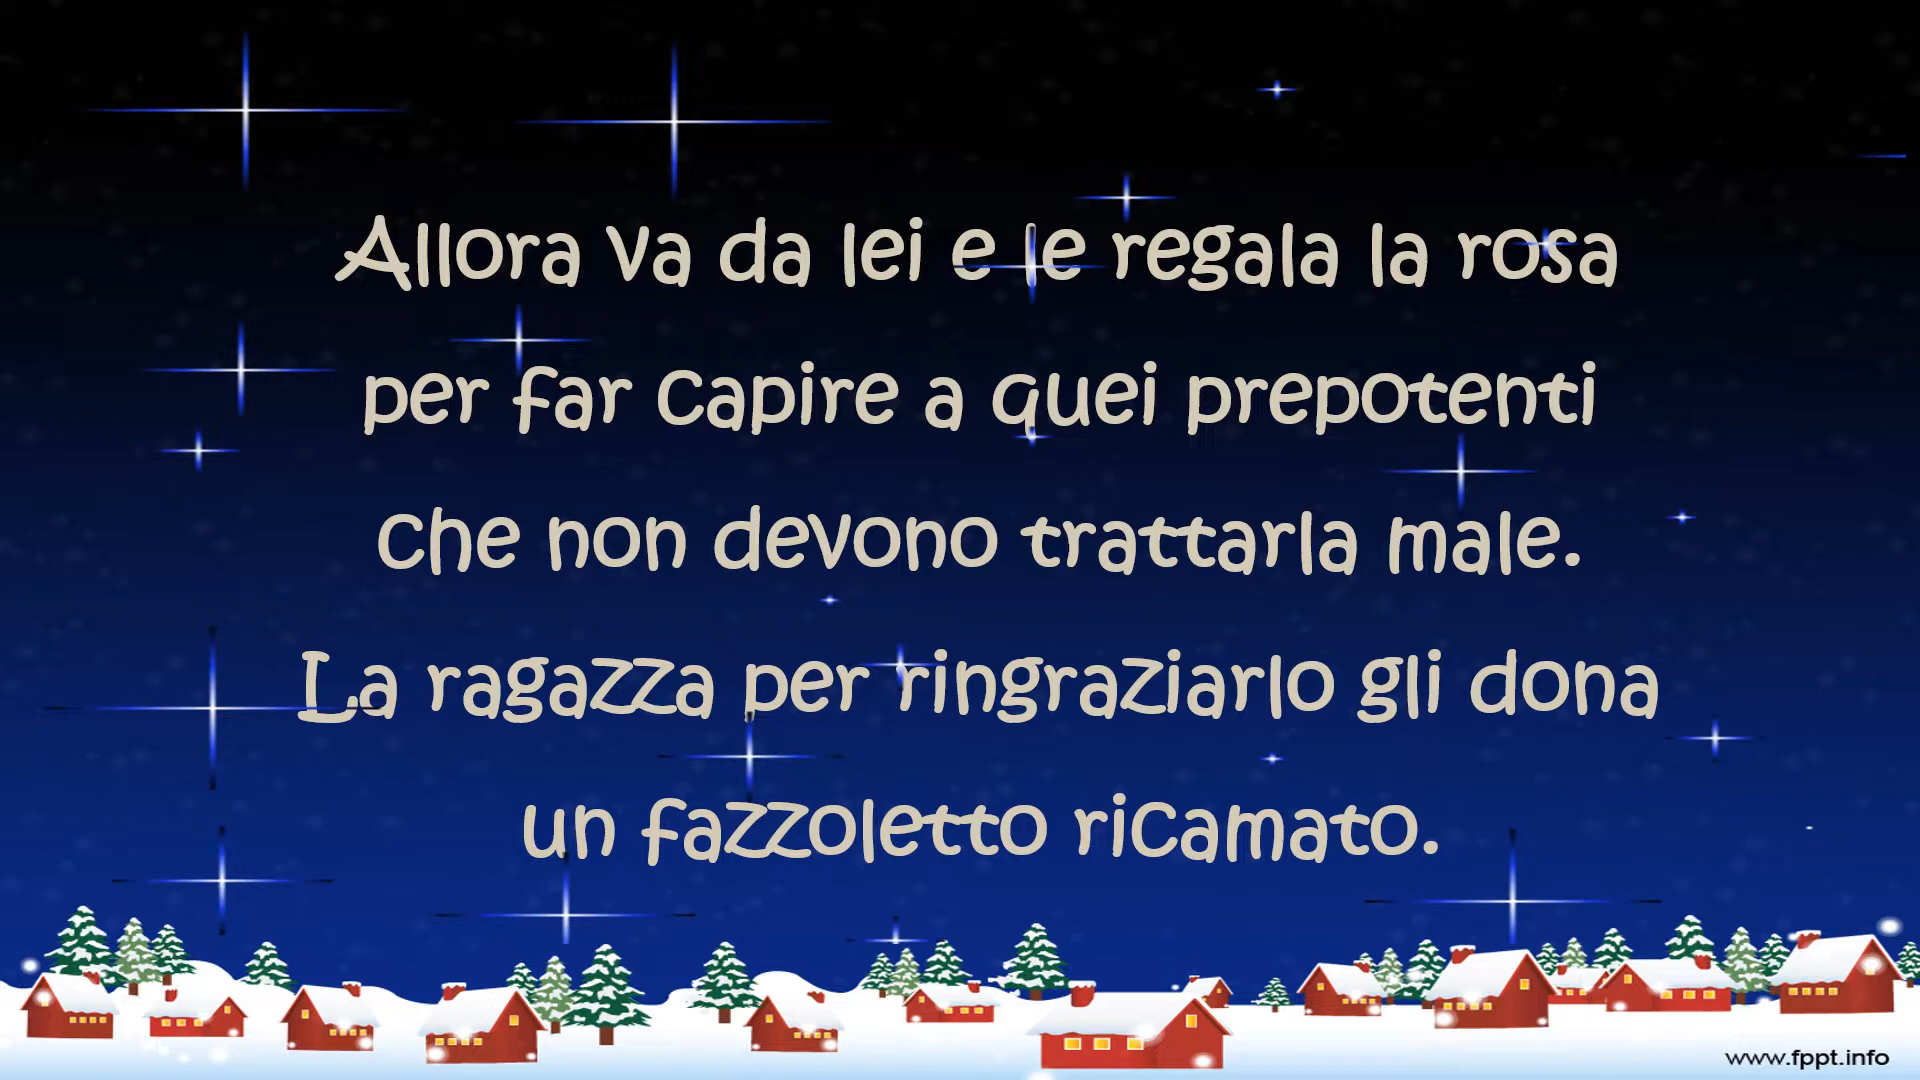 Allora va da lei e le regala la rosa
per far capire a quei prepotenti
che non devono trattarla male.
La ragazza per ringraziarlo gli dona
un fazzoletto ricamato.
www.fppt.info